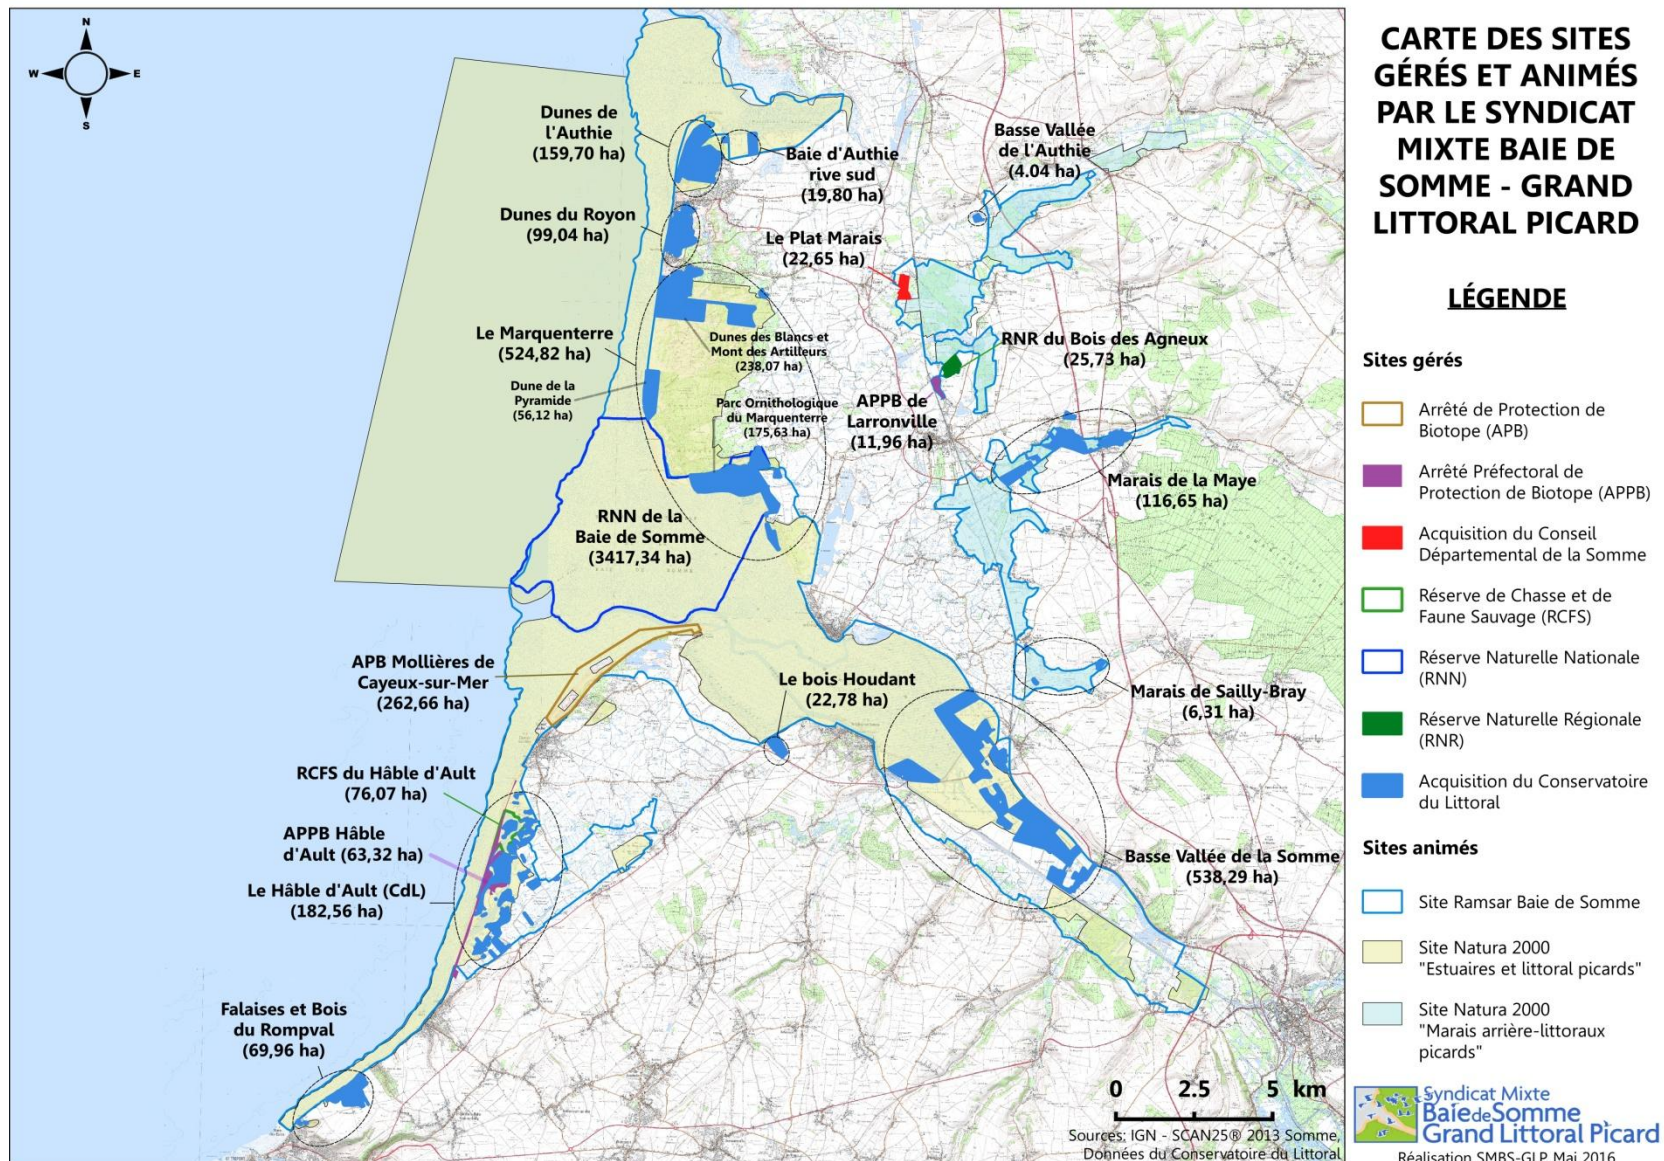 CARTE DES SITES
GÉRÉS ET ANIMÉS
PAR LE SYNDICAT
MIXTE BAIE DE
SOMME - GRAND
LITTORAL PICARD
N
W
E
S
Dunes de
l'Authie
(159,70 ha)
Baie d'Authie
rive sud
(19,80 ha)
Basse Vallée
de l'Authie
(4.04 ha)
Dunes du Royon
(99,04 ha)
Le Plat Marais
(22,65 ha)
Le Marquenterre
(524,82 ha)
Dunes des Blancs et
Mont des Artilleurs
(238,07 ha)
RNR du Bois des Agneux
(25,73 ha)
Dune de la
Pyramide
(56,12 ha)
Parc Ornithologique
du Marquenterre
(175,63 ha)
APPB de
Larronville
(11,96 ha)
Marais de la Maye
(116,65 ha)
RNN de la
Baie de Somme
(3417,34 ha)
APB Mollières de
Cayeux-sur-Mer
(262,66 ha)
Le bois Houdant
(22,78 ha)
Marais de Sailly-Bray
(6,31 ha)
RCFS du Hâble d'Ault
(76,07 ha)
APPB Hâble
d'Ault (63,32 ha)
Le Hâble d'Ault (CdL)
(182,56 ha)
Basse Vallée de la Somme
(538,29 ha)
Falaises et Bois
du Rompval
(69,96 ha)
0 2.5 5 km
Sources: IGN - SCAN25® 2013 Somme,
Données du Conservatoire du Littoral
LÉGENDE
Sites gérés
Arrêté de Protection de
Biotope (APB)
Arrêté Préfectoral de
Protection de Biotope (APPB)
Acquisition du Conseil
Départemental de la Somme
Réserve de Chasse et de
Faune Sauvage (RCFS)
Réserve Naturelle Nationale
(RNN)
Réserve Naturelle Régionale
(RNR)
Acquisition du Conservatoire
du Littoral
Sites animés
Site Ramsar Baie de Somme
Site Natura 2000
"Estuaires et littoral picards"
Site Natura 2000
"Marais arrière-littoraux
picards"
Syndicat Mixte
Baie de Somme
Grand Littoral Picard
Réalisation SMBS-GLP Mai 2016